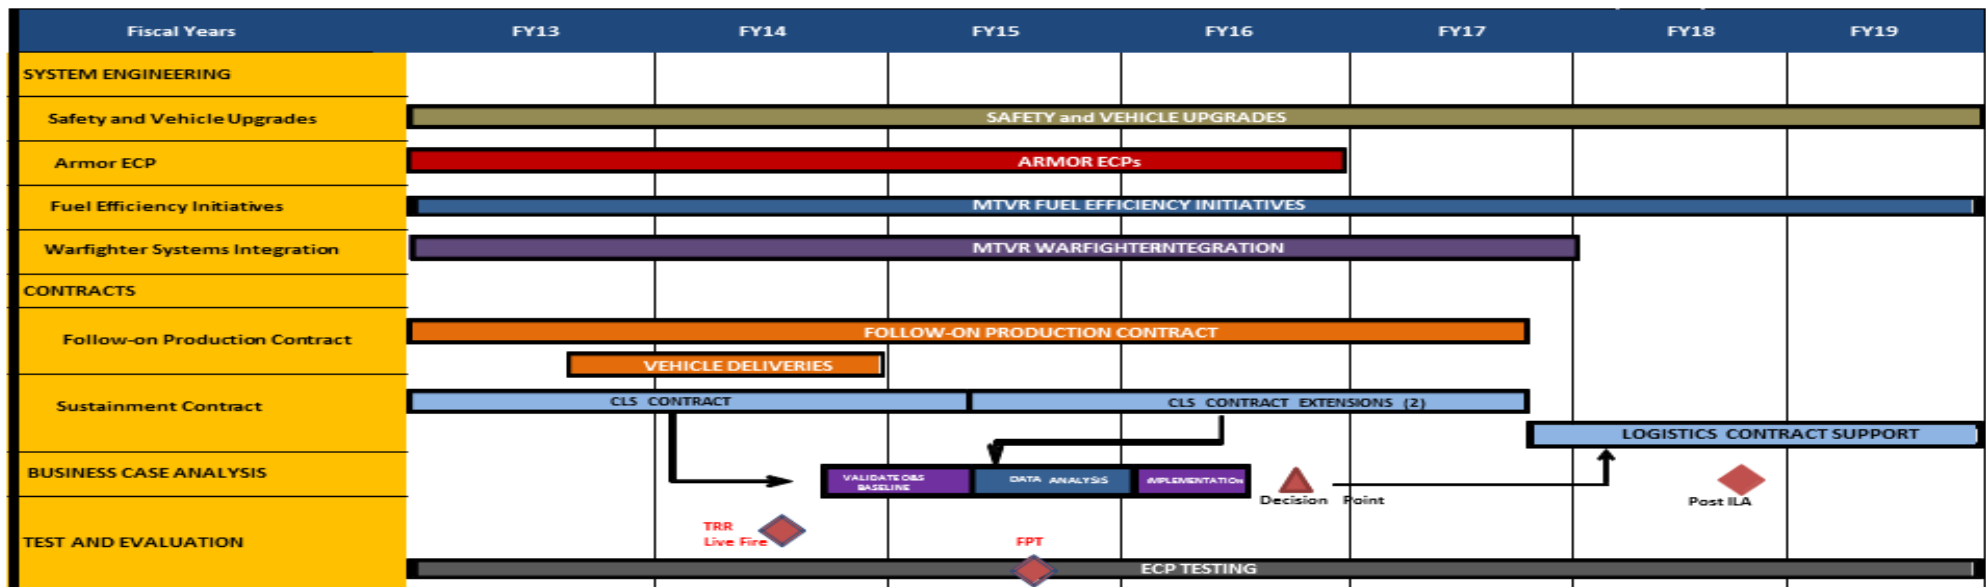 Fiscal Years FY13 FY14 FY15 FY16 FY17 FY18 FY19
SYSTEM ENGINEERING
Safety and Vehicle Upgrades SAFETY and VEHICLE UPGRADES
Armor ECP ARMOR ECPs
Fuel Efficiency Initiatives MTVR FUEL EFFICIENCY INITIATIVES
Warfighter Systems Integration MTVR WARFIGHTERINTEGRATION
CONTRACTS
Follow-on Production Contract FOLLOW-ON PRODUCTION CONTRACT
VEHICLE DELIVERIES
Sustainment Contract CLS CONTRACT CLS CONTRACT EXTENSIONS (2)
LOGISTICS CONTRACT SUPPORT
BUSINESS CASE ANALYSIS
VALIDATE O&S
BASELINE
DATA ANALYSIS
IMPLEMENTATION
Decision Point
Post ILA
TEST AND EVALUATION
TRR
Live Fire
FPT
ECP TESTING